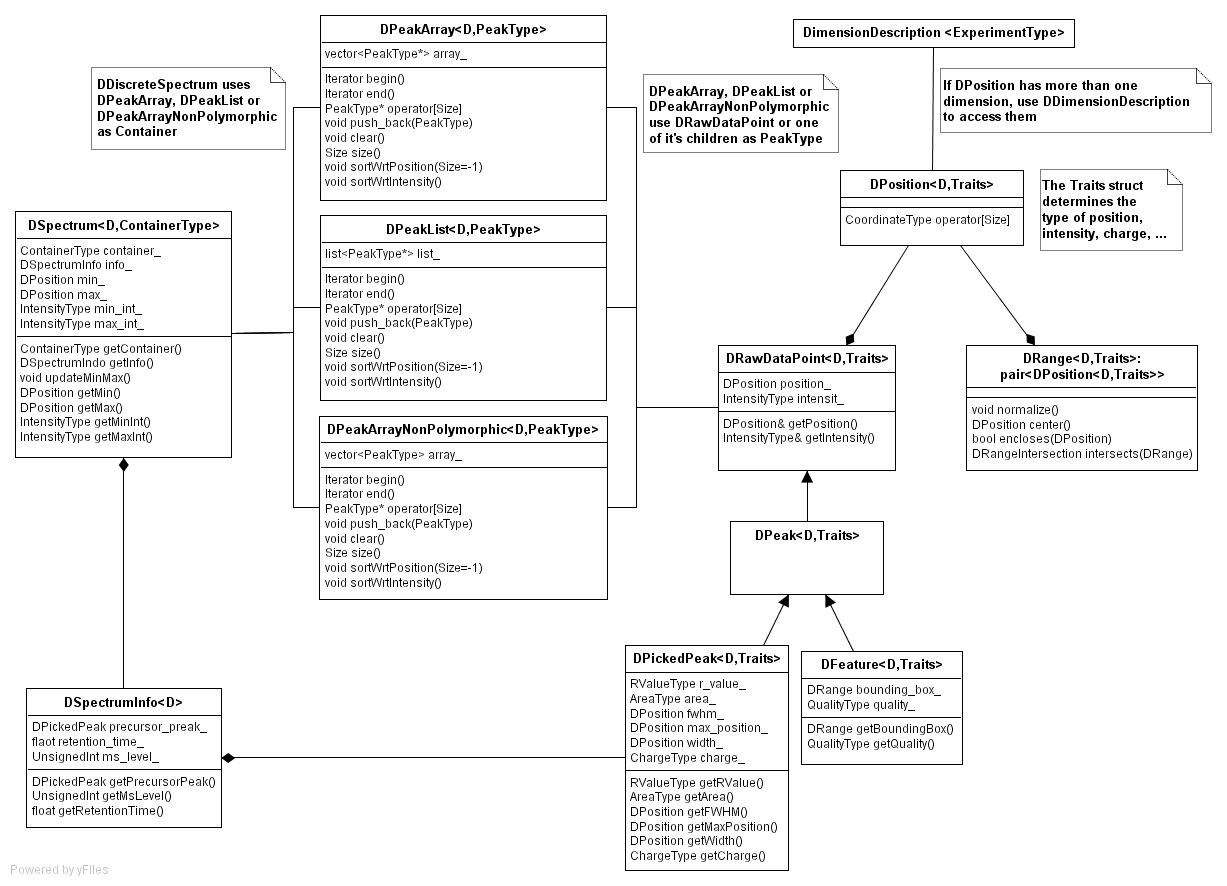 DPeakArray<D,PeakType>
vector<PeakType*> array_
Iterator begin()
Iterator end()
PeakType* operator[Size]
void push_back(PeakType)
void clear()
Size size()
void sortWrtPosition(Size=-1)
void sortWrtIntensity()
DimensionDescription <ExperimentType>
DDiscreteSpectrum uses
DPeakArray, DPeakList or
DPeakArrayNonPolymorphic
as Container
DPeakArray, DPeakList or
DPeakArrayNonPolymorphic
use DRawDataPoint or one
of it's children as PeakType
If DPosition has more than one
dimension, use DDimensionDescription
to access them
DPosition<D,Traits>
CoordinateType operator[Size]
The Traits struct
determines the
type of position,
intensity, charge, ...
DSpectrum<D,ContainerType>
ContainerType container_
DSpectrumInfo info_
DPosition min_
DPosition max_
IntensityType min_int_
IntensityType max_int_
ContainerType getContainer()
DSpectrumIndo getInfo()
void updateMinMax()
DPosition getMin()
DPosition getMax()
IntensityType getMinInt()
IntensityType getMaxInt()
DPeakList<D,PeakType>
list<PeakType*> list_
Iterator begin()
Iterator end()
PeakType* operator[Size]
void push_back(PeakType)
void clear()
Size size()
void sortWrtPosition(Size=-1)
void sortWrtIntensity()
DRawDataPoint<D,Traits>
DPosition position_
IntensityType intensit_
DPosition& getPosition()
IntensityType& getIntensity()
DRange<D,Traits>:
pair<DPosition<D,Traits>>
void normalize()
DPosition center()
bool encloses(DPosition)
DRangeIntersection intersects(DRange)
DPeakArrayNonPolymorphic<D,PeakType>
vector<PeakType> array_
Iterator begin()
Iterator end()
PeakType* operator[Size]
void push_back(PeakType)
void clear()
Size size()
void sortWrtPosition(Size=-1)
void sortWrtIntensity()
DPeak<D,Traits>
DPickedPeak<D,Traits>
RValueType r_value_
AreaType area_
DPosition fwhm_
DPosition max_position_
DPosition width_
ChargeType charge_
RValueType getRValue()
AreaType getArea()
DPosition getFWHM()
DPosition getMaxPosition()
DPosition getWidth()
ChargeType getCharge()
DFeature<D,Traits>
DRange bounding_box_
QualityType quality_
DRange getBoundingBox()
QualityType getQuality()
DSpectrumInfo<D>
DPickedPeak precursor_preak_
flaot retention_time_
UnsignedInt ms_level_
DPickedPeak getPrecursorPeak()
UnsignedInt getMsLevel()
float getRetentionTime()
Powered by yFiles